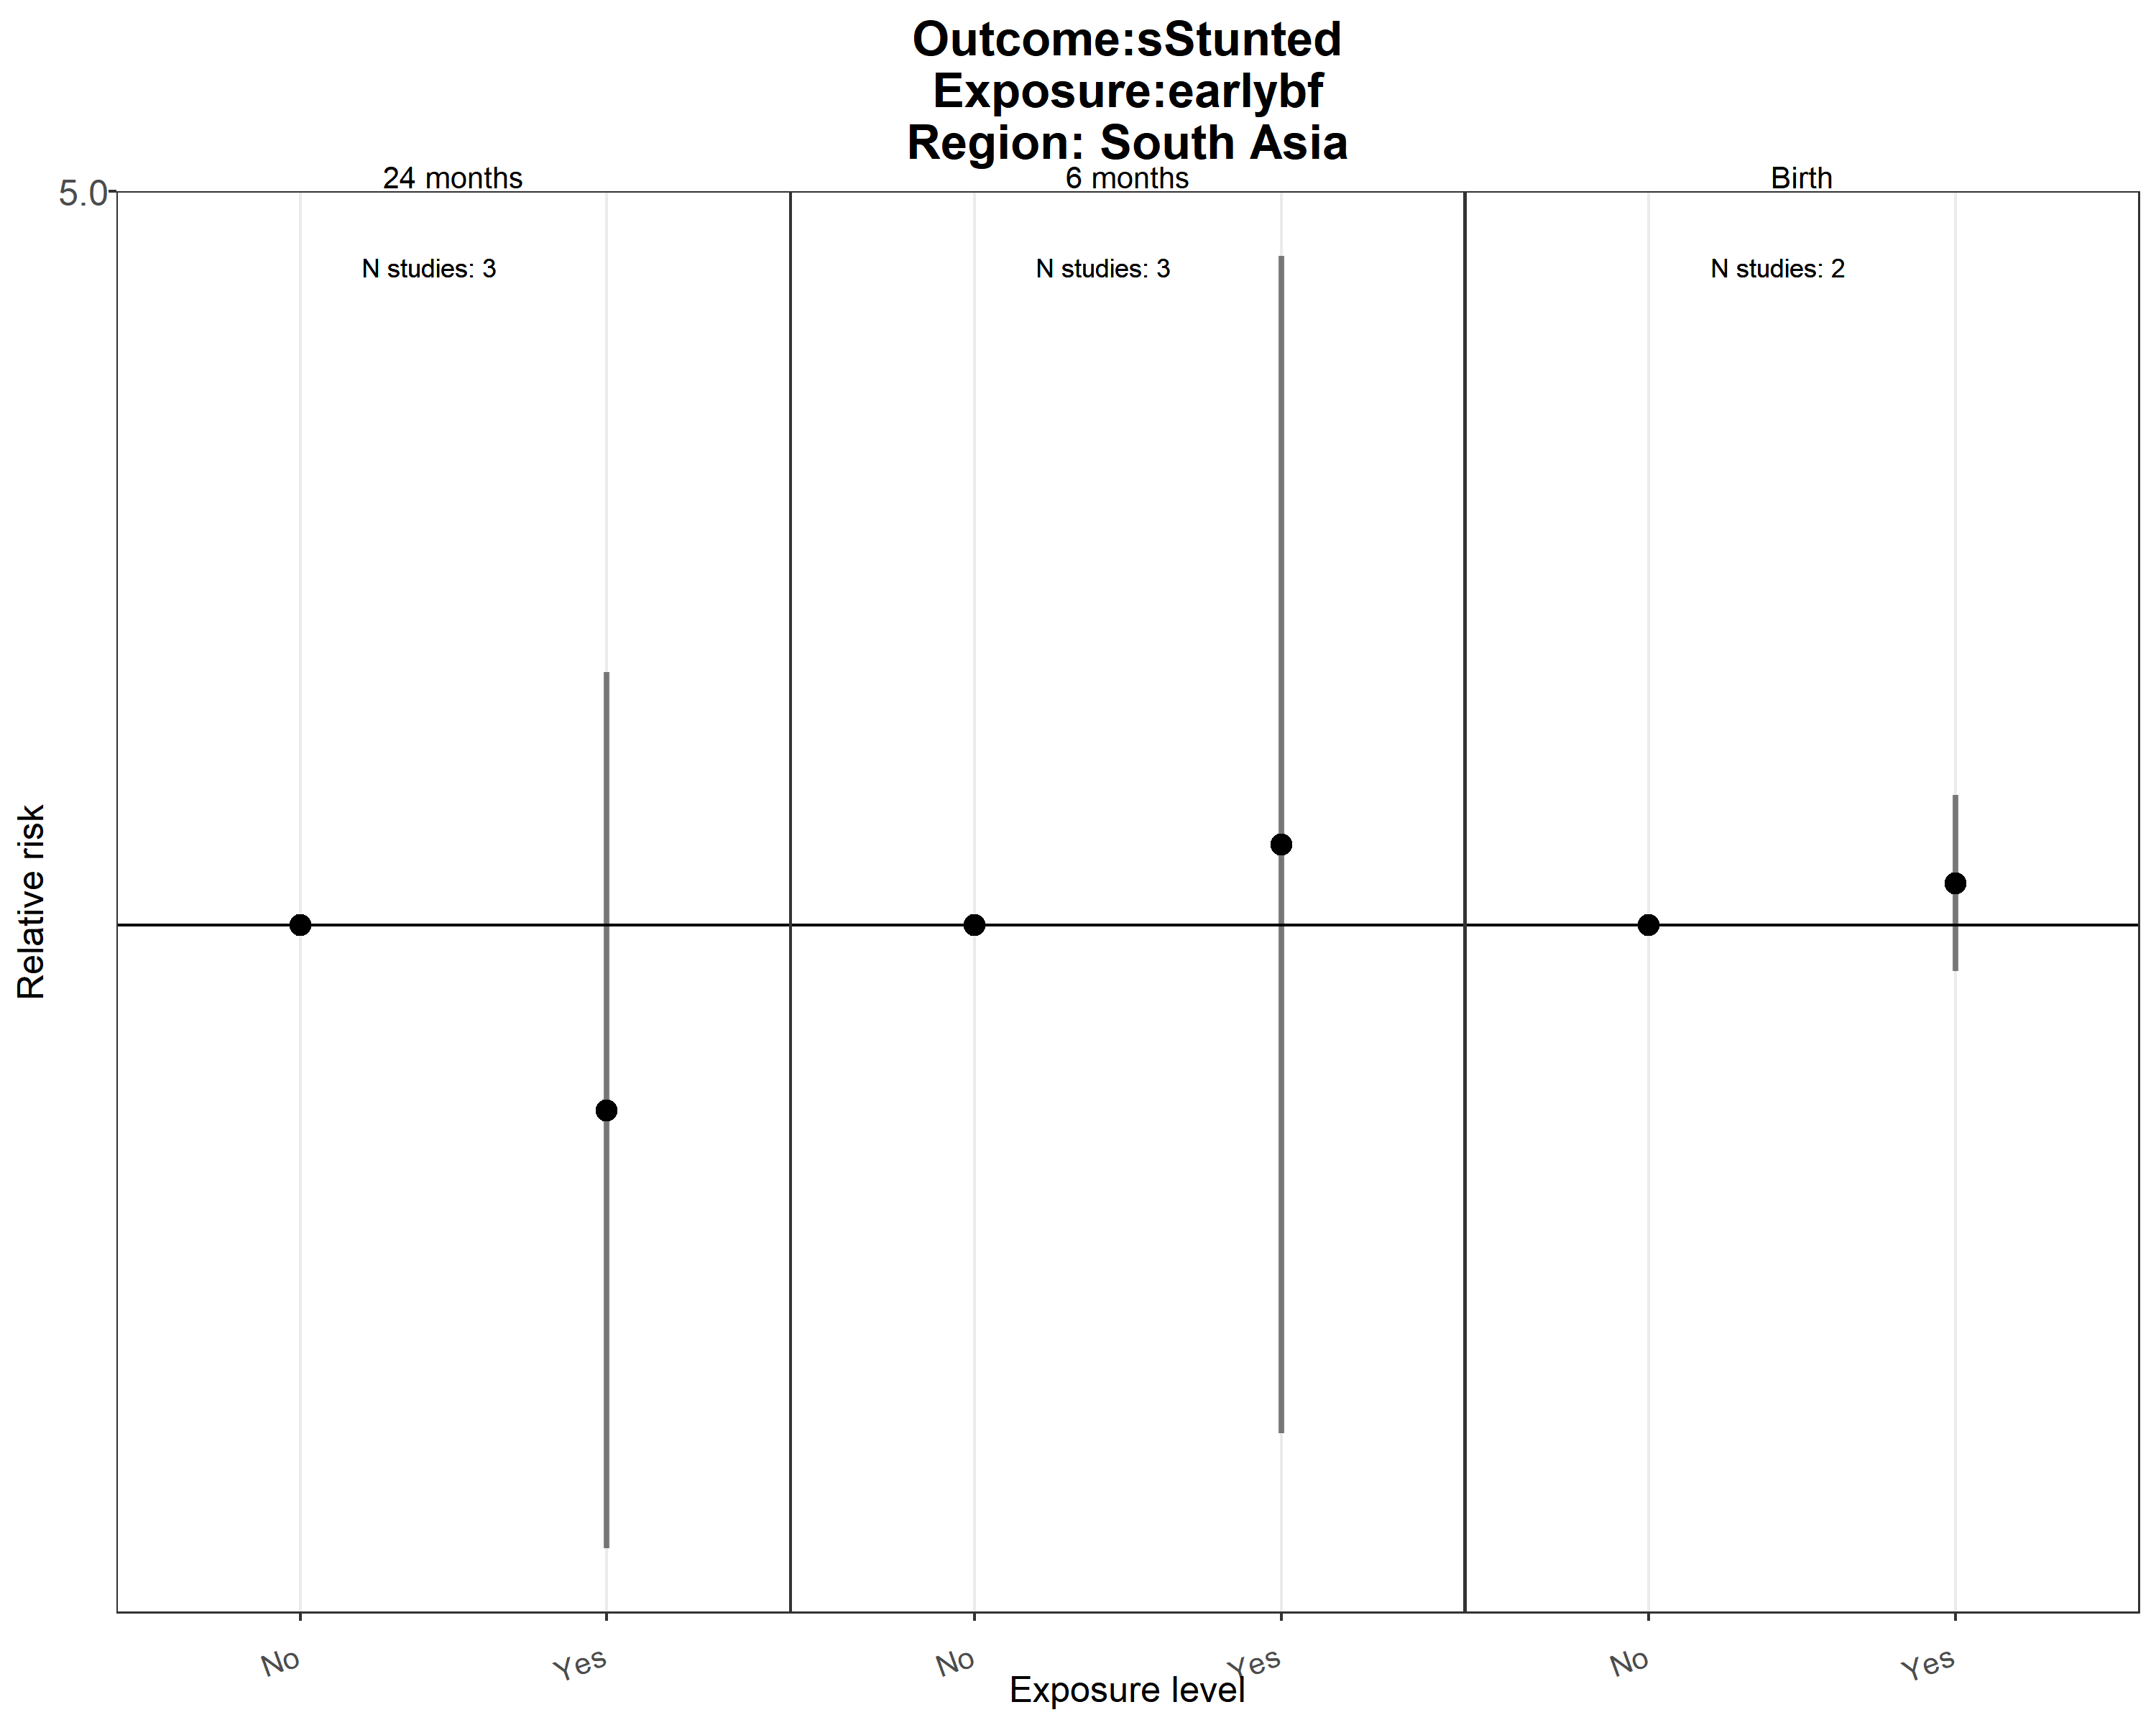 Outcome:sStunted
Exposure:earlybf
Region: South Asia
24 months
6 months
Birth
5.0
N studies: 3
N studies: 3
N studies: 2
Relative risk
No
Yes
No
Yes
No
Yes
Exposure level